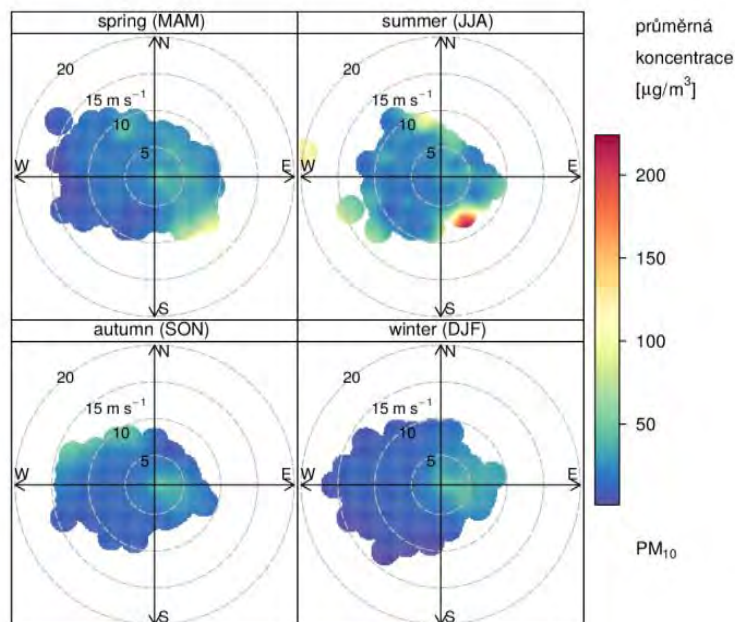 spring (MAM)
summer (JJA)
průměrná
koncentrace
[µg/m³]
N
20
15 m s⁻¹
10
5
W
E
S
N
20
15 m s⁻¹
10
5
W
E
S
200
150
100
50
autumn (SON)
winter (DJF)
N
20
15 m s⁻¹
10
5
W
E
S
N
20
15 m s⁻¹
10
5
W
E
S
PM₁₀